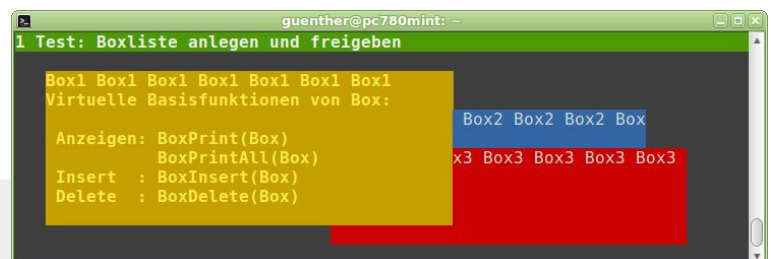 guenther@pc780mint: ~
1 Test: Boxliste anlegen und freigeben
Box1 Box1 Box1 Box1 Box1 Box1 Box1
Virtuelle Basisfunktionen von Box:
Box2 Box2 Box2 Box
Anzeigen: BoxPrint(Box)
BoxPrintAll(Box)
x3 Box3 Box3 Box3 Box3
Insert  : BoxInsert(Box)
Delete  : BoxDelete(Box)